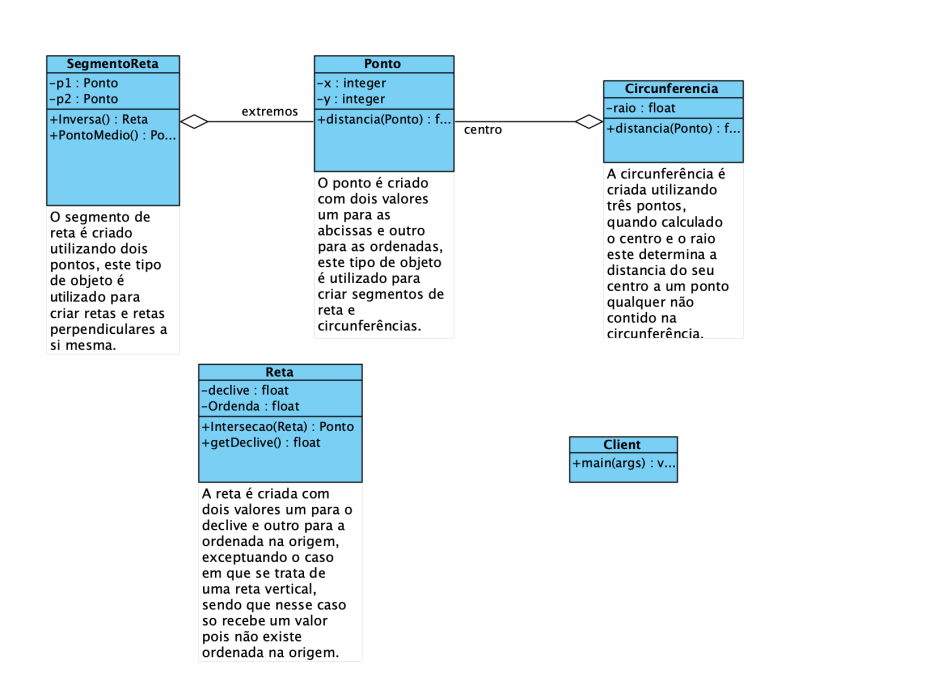 SegmentoReta
-p1 : Ponto
-p2 : Ponto
+Inversa() : Reta
+PontoMedio() : Po...
O segmento de
reta é criado
utilizando dois
pontos, este tipo
de objeto é
utilizado para
criar retas e retas
perpendiculares a
si mesma.
extremos
Ponto
-x : integer
-y : integer
+distancia(Ponto) : f...
O ponto é criado
com dois valores
um para as
abcissas e outro
para as ordenadas,
este tipo de objeto
é utilizado para
criar segmentos de
reta e
circunferências.
centro
Circunferencia
-raio : float
+distancia(Ponto) : f...
A circunferência é
criada utilizando
três pontos,
quando calculado
o centro e o raio
este determina a
distancia do seu
centro a um ponto
qualquer não
contido na
circunferência.
Reta
-declive : float
-Ordenda : float
+Intersecao(Reta) : Ponto
+getDeclive() : float
A reta é criada com
dois valores um para o
declive e outro para a
ordenada na origem,
exceptuando o caso
em que se trata de
uma reta vertical,
sendo que nesse caso
so recebe um valor
pois não existe
ordenada na origem.
Client
+main(args) : v...